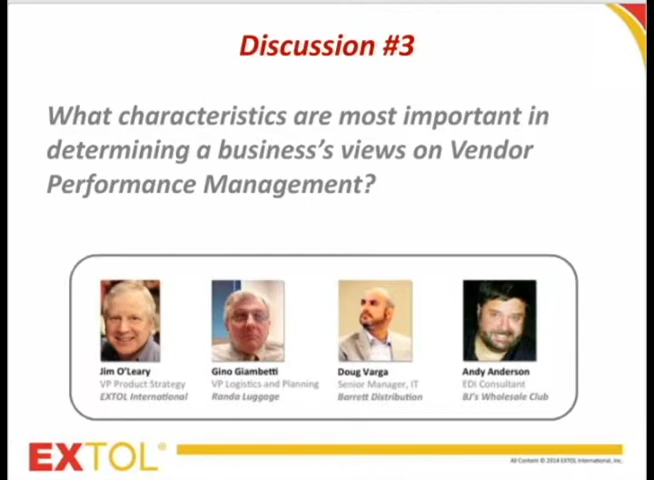 Discussion #3
What characteristics are most important in
determining a business's views on Vendor
Performance Management?
Jim O'Leary
VP Product Strategy
EXTOL International
Gino Giambetti
VP Logistics and Planning
Randa Luggage
Doug Varga
Senior Manager, IT
Barrett Distribution
Andy Anderson
EDI Consultant
BJ's Wholesale Club
EXTOL®
All Content © 2014 EXTOL International, Inc.